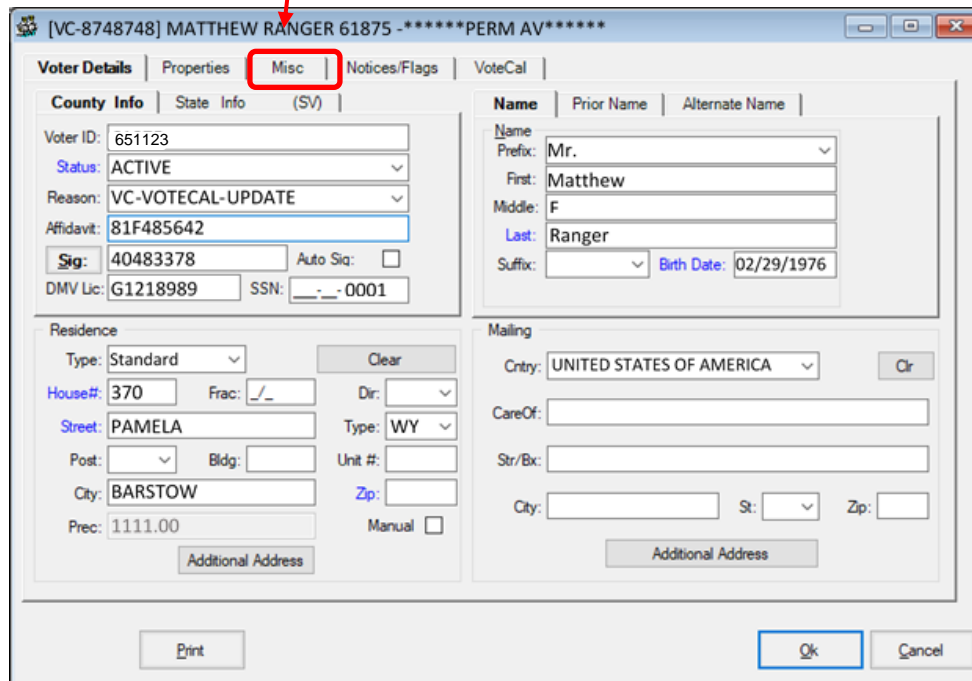 [VC-8748748] MATTHEW RANGER 61875 -******PERM AV******
Voter Details Properties Misc Notices/Flags VoteCal
County Info State Info (SV)
Voter ID: 651123
Status: ACTIVE
Reason: VC-VOTECAL-UPDATE
Affidavit: 81F485642
Sig: 40483378 Auto Sig:
DMV Lic: G1218989 SSN: __-_-0001
Name Prior Name Alternate Name
Name
Prefix: Mr.
First: Matthew
Middle: F
Last: Ranger
Suffix: Birth Date: 02/29/1976
Residence
Type: Standard Clear
House#: 370 Frac: _/_ Dir:
Street: PAMELA Type: WY
Post: Bldg: Unit #:
City: BARSTOW Zip:
Prec: 1111.00 Manual
Additional Address
Mailing
Cntry: UNITED STATES OF AMERICA Clr
CareOf:
Str/Bx:
City: St: Zip:
Additional Address
Print Ok Cancel